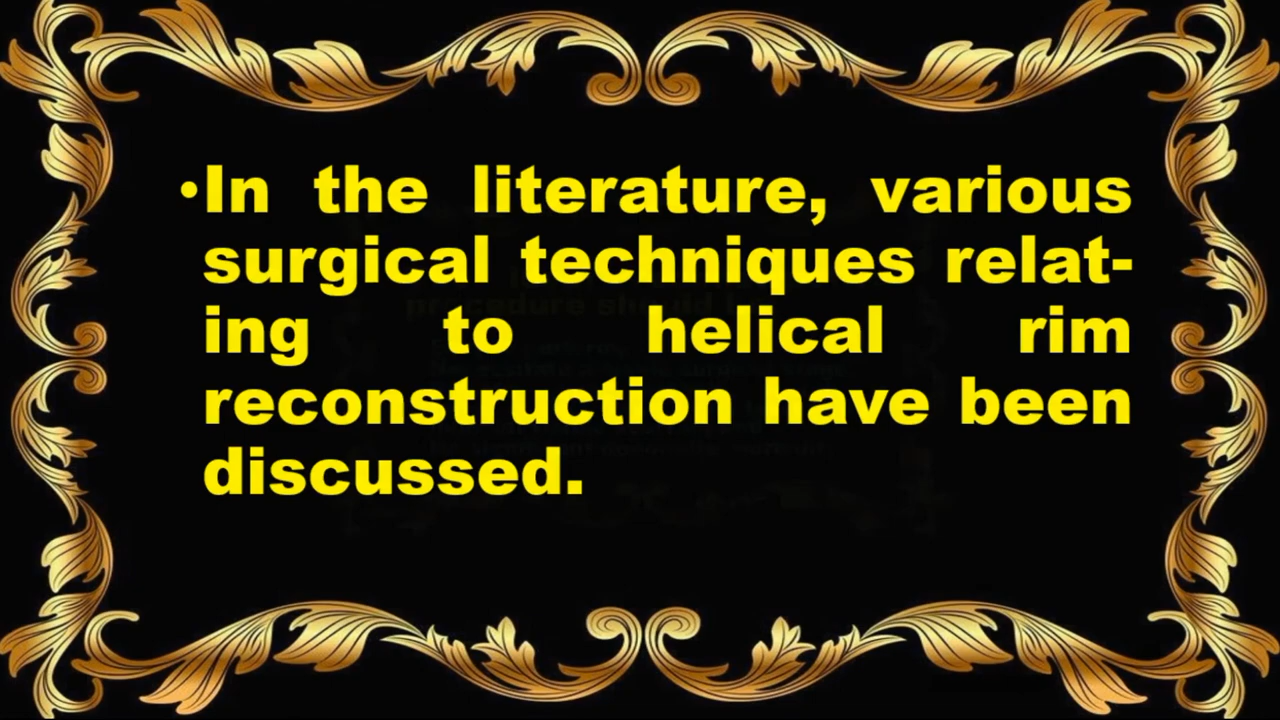 •In the literature, various
surgical techniques relat-
ing to helical rim
reconstruction have been
discussed.